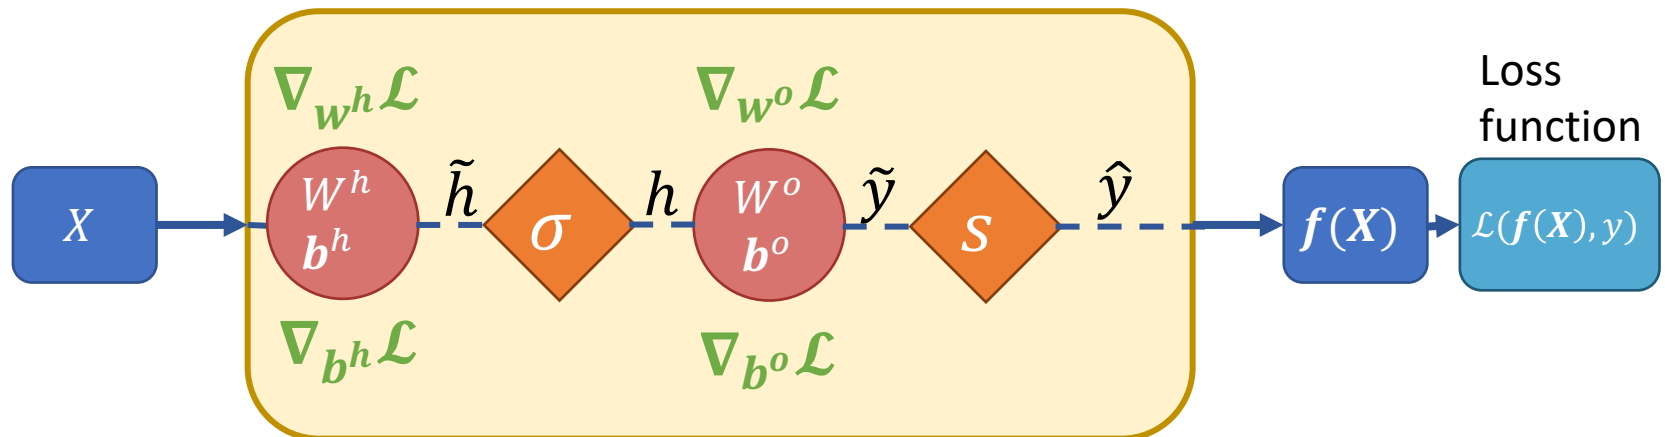 Loss
function
∇_{w^h}ℒ
∇_{w^o}ℒ
X
W^h
b^h
h̃
σ
h
W^o
b^o
ỹ
s
ŷ
f(X)
ℒ(f(X), y)
∇_{b^h}ℒ
∇_{b^o}ℒ